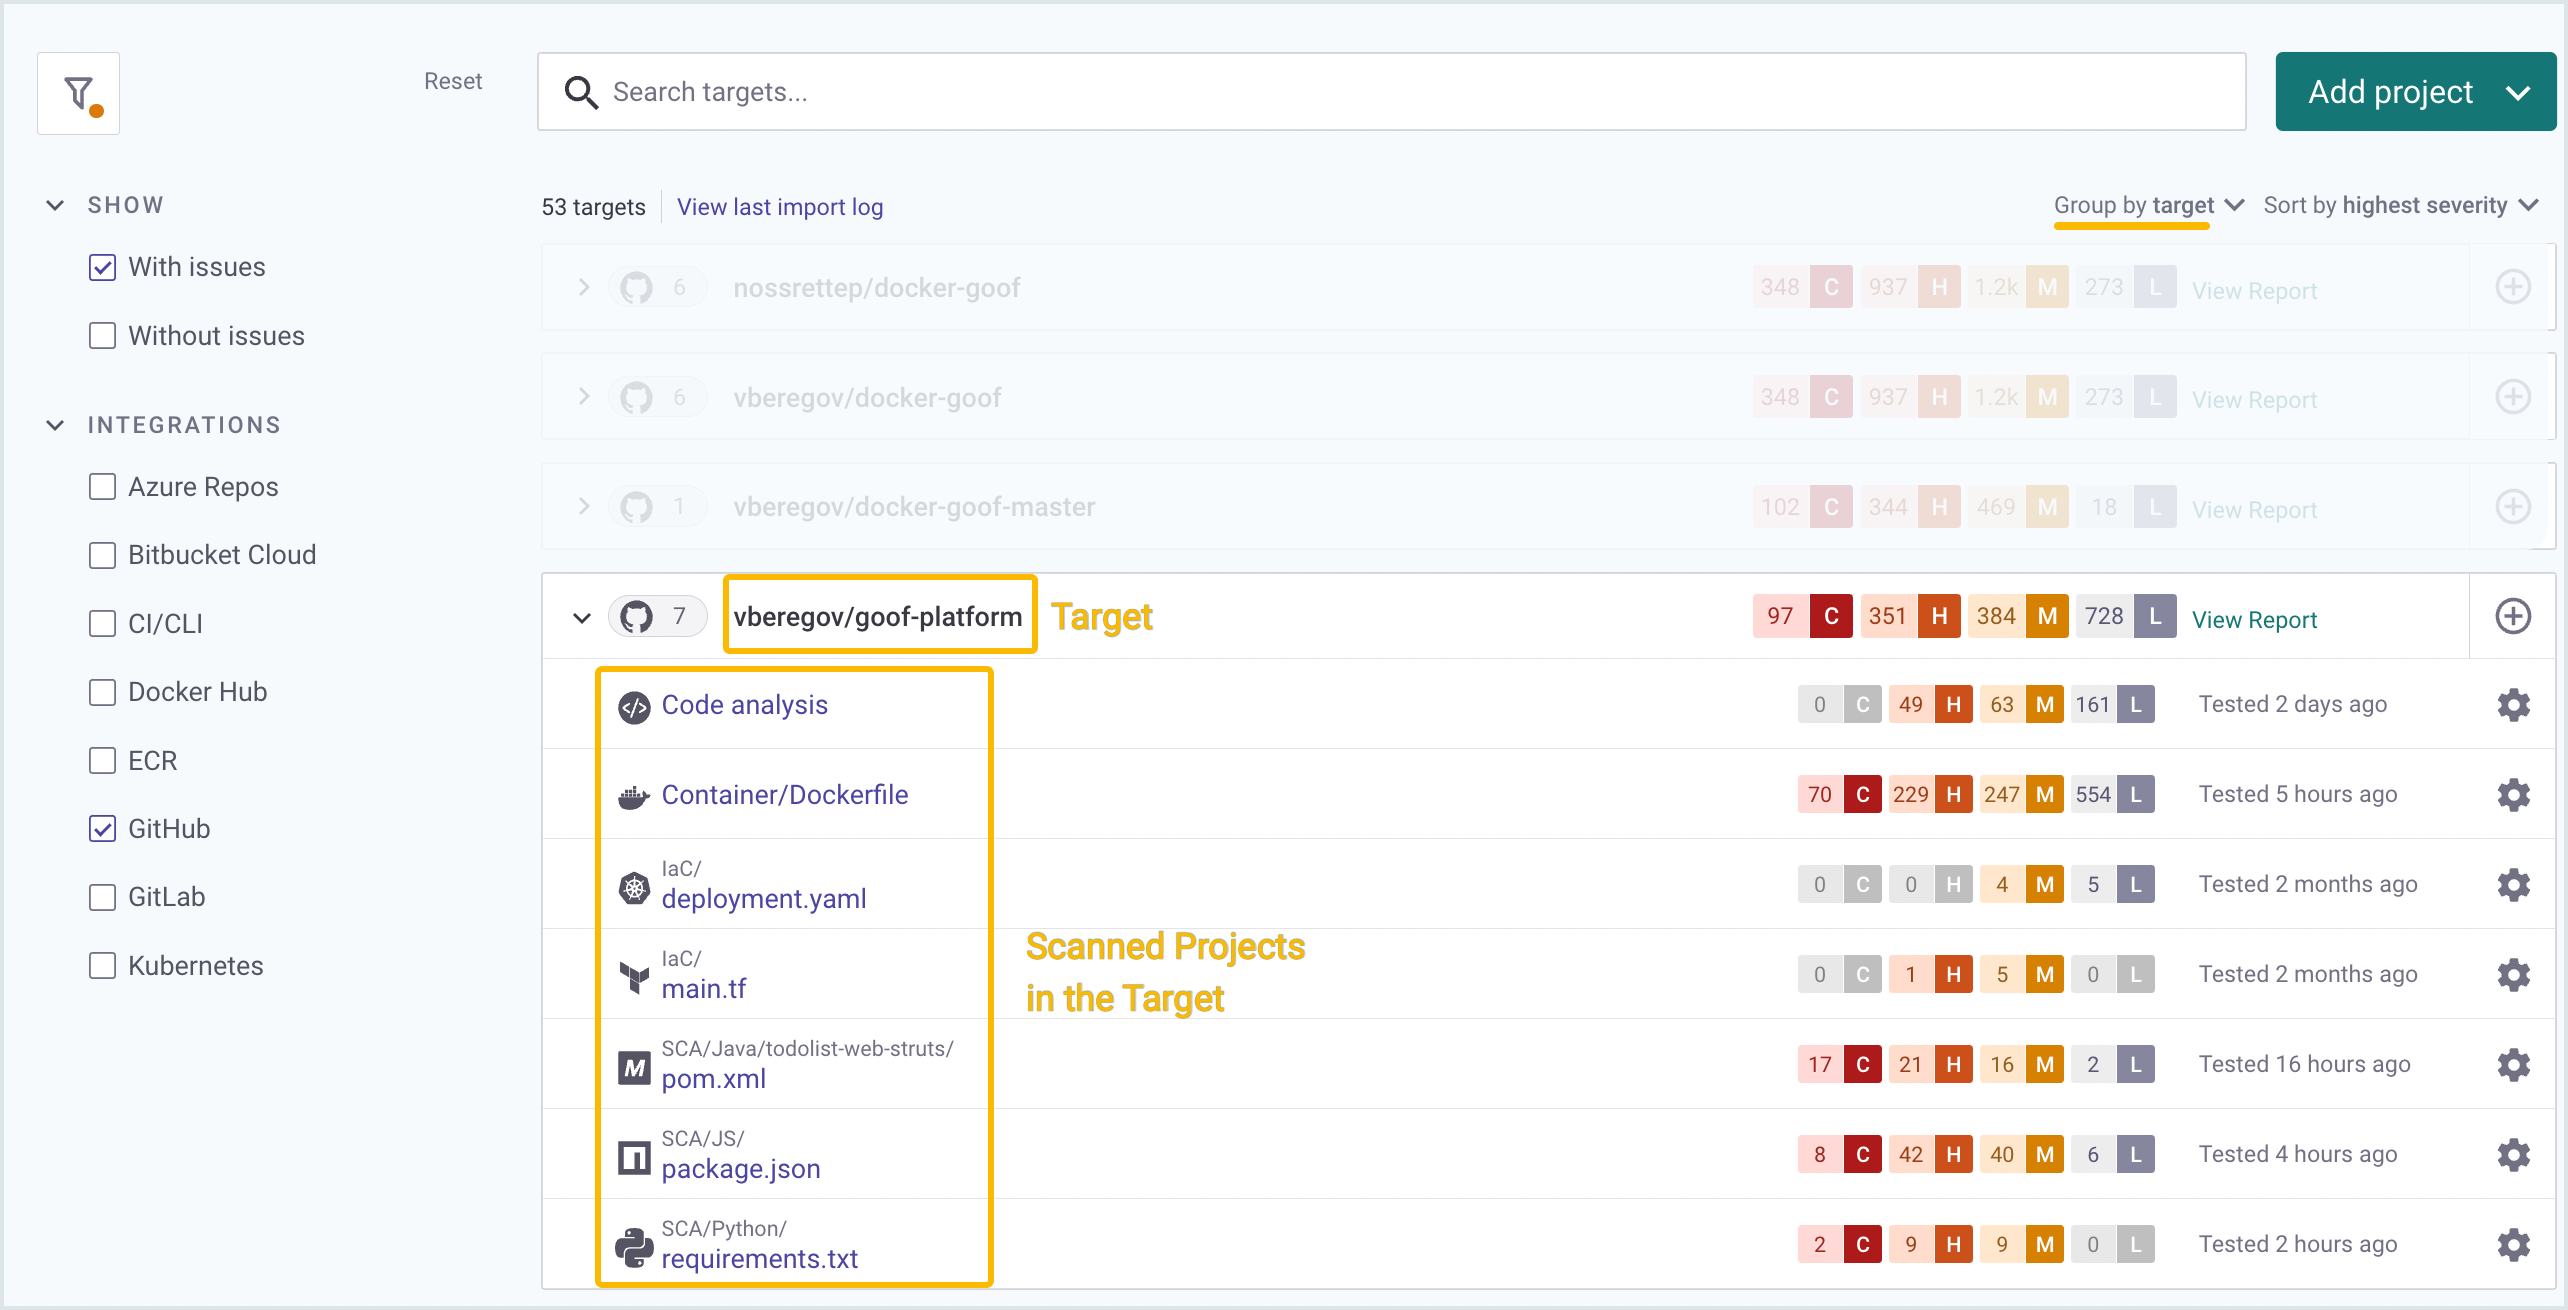 Reset
Search targets...
Add project
SHOW
With issues
Without issues
INTEGRATIONS
Azure Repos
Bitbucket Cloud
CI/CLI
Docker Hub
ECR
GitHub
GitLab
Kubernetes
53 targets View last import log Group by target Sort by highest severity
6 nossrettep/docker-goof 348 C 937 H 1.2k M 273 L View Report
6 vberegov/docker-goof 348 C 937 H 1.2k M 273 L View Report
1 vberegov/docker-goof-master 102 C 344 H 469 M 18 L View Report
7 vberegov/goof-platform Target 97 C 351 H 384 M 728 L View Report
Code analysis 0 C 49 H 63 M 161 L Tested 2 days ago
Container/Dockerfile 70 C 229 H 247 M 554 L Tested 5 hours ago
IaC/
deployment.yaml 0 C 0 H 4 M 5 L Tested 2 months ago
Scanned Projects
in the Target
IaC/
main.tf 0 C 1 H 5 M 0 L Tested 2 months ago
SCA/Java/todolist-web-struts/
M pom.xml 17 C 21 H 16 M 2 L Tested 16 hours ago
SCA/JS/
package.json 8 C 42 H 40 M 6 L Tested 4 hours ago
SCA/Python/
requirements.txt 2 C 9 H 9 M 0 L Tested 2 hours ago